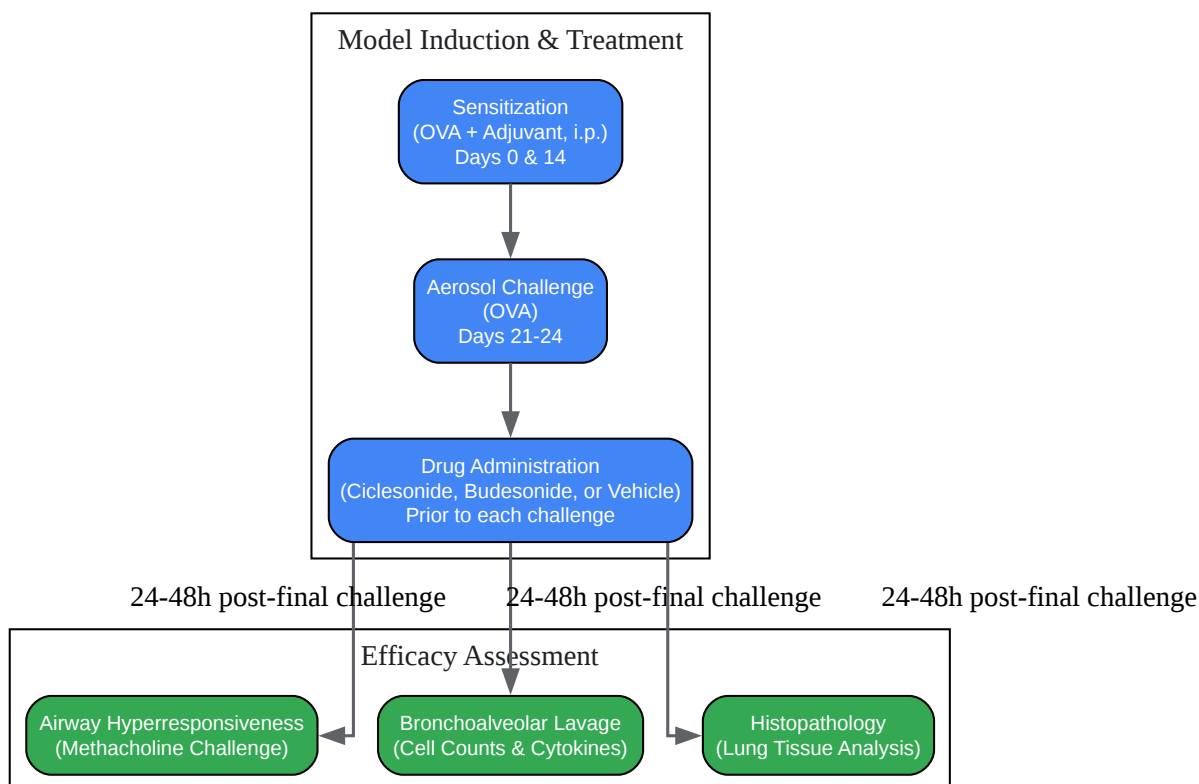 Model Induction & Treatment
Sensitization
(OVA + Adjuvant, i.p.)
Days 0 & 14
Aerosol Challenge
(OVA)
Days 21-24
Drug Administration
(Ciclesonide, Budesonide, or Vehicle)
Prior to each challenge
24-48h post-final challenge
24-48h post-final challenge
24-48h post-final challenge
Efficacy Assessment
Airway Hyperresponsiveness
(Methacholine Challenge)
Bronchoalveolar Lavage
(Cell Counts & Cytokines)
Histopathology
(Lung Tissue Analysis)